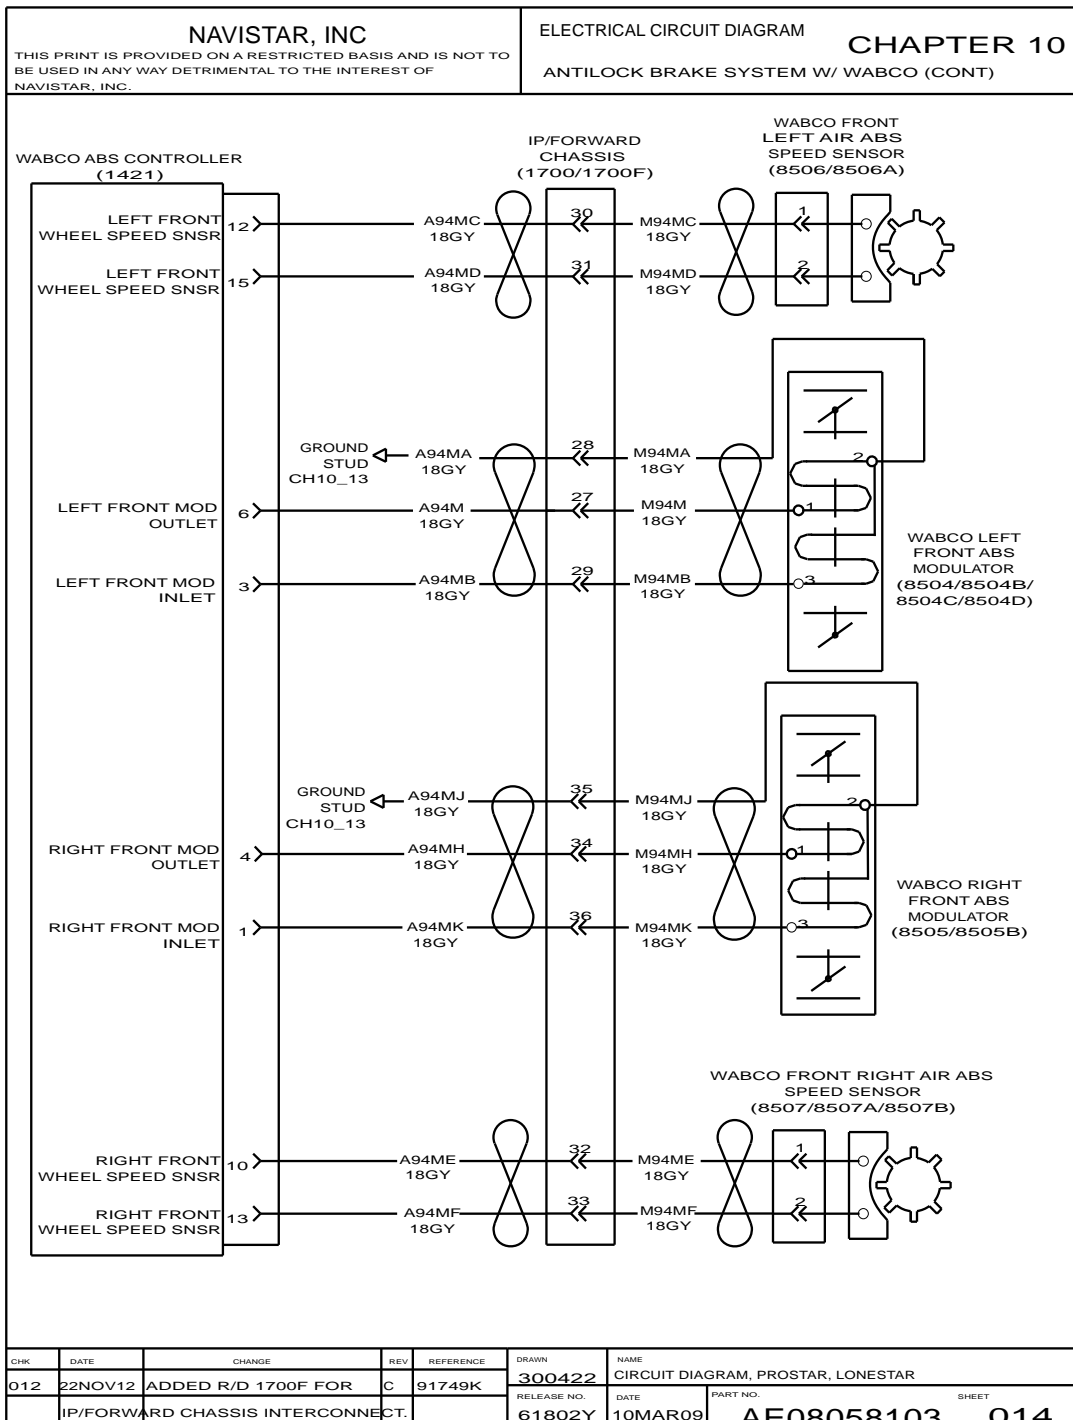 NAVISTAR, INC
THIS PRINT IS PROVIDED ON A RESTRICTED BASIS AND IS NOT TO
BE USED IN ANY WAY DETRIMENTAL TO THE INTEREST OF
NAVISTAR, INC.
ELECTRICAL CIRCUIT DIAGRAM
CHAPTER 10
ANTILOCK BRAKE SYSTEM W/ WABCO (CONT)
WABCO ABS CONTROLLER
(1421)
IP/FORWARD
CHASSIS
(1700/1700F)
WABCO FRONT
LEFT AIR ABS
SPEED SENSOR
(8506/8506A)
LEFT FRONT
WHEEL SPEED SNSR
12
A94MC
18GY
30
M94MC
18GY
1
LEFT FRONT
WHEEL SPEED SNSR
15
A94MD
18GY
31
M94MD
18GY
2
GROUND
STUD
CH10_13
A94MA
18GY
28
M94MA
18GY
2
LEFT FRONT MOD
OUTLET
6
A94M
18GY
27
M94M
18GY
1
LEFT FRONT MOD
INLET
3
A94MB
18GY
29
M94MB
18GY
3
WABCO LEFT
FRONT ABS
MODULATOR
(8504/8504B/
8504C/8504D)
GROUND
STUD
CH10_13
A94MJ
18GY
35
M94MJ
18GY
2
RIGHT FRONT MOD
OUTLET
4
A94MH
18GY
34
M94MH
18GY
1
RIGHT FRONT MOD
INLET
1
A94MK
18GY
36
M94MK
18GY
3
WABCO RIGHT
FRONT ABS
MODULATOR
(8505/8505B)
WABCO FRONT RIGHT AIR ABS
SPEED SENSOR
(8507/8507A/8507B)
RIGHT FRONT
WHEEL SPEED SNSR
10
A94ME
18GY
32
M94ME
18GY
1
RIGHT FRONT
WHEEL SPEED SNSR
13
A94MF
18GY
33
M94MF
18GY
2
CHK DATE CHANGE REV REFERENCE
012 22NOV12 ADDED R/D 1700F FOR C 91749K
IP/FORWARD CHASSIS INTERCONNECT.
DRAWN
300422
NAME
CIRCUIT DIAGRAM, PROSTAR, LONESTAR
RELEASE NO.
61802Y
DATE
10MAR09
PART NO.
AE08058103
SHEET
014